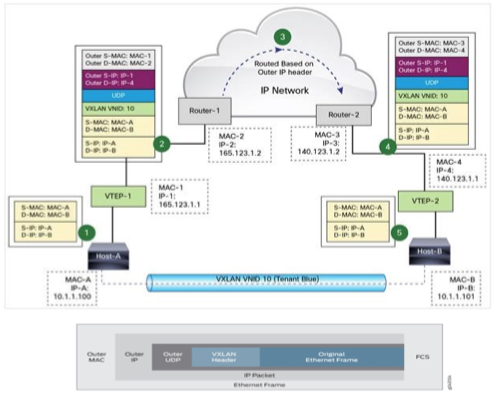 Outer S-MAC: MAC-1
Outer D-MAC: MAC-2
Outer S-IP: IP-1
Outer D-IP: IP-4
UDP
VXLAN VNID: 10
S-MAC: MAC-A
D-MAC: MAC-B
S-IP: IP-A
D-IP: IP-B
2
3
Routed Based on
Outer IP header
IP Network
Router-1
Router-2
MAC-2
IP-2:
165.123.1.2
MAC-3
IP-3:
140.123.1.2
Outer S-MAC: MAC-3
Outer D-MAC: MAC-4
Outer S-IP: IP-1
Outer D-IP: IP-4
UDP
VXLAN VNID: 10
S-MAC: MAC-A
D-MAC: MAC-B
S-IP: IP-A
D-IP: IP-B
4
VTEP-1
MAC-1
IP-1:
165.123.1.1
MAC-4
IP-4:
140.123.1.1
VTEP-2
S-MAC: MAC-A
D-MAC: MAC-B
S-IP: IP-A
D-IP: IP-B
1
Host-A
S-MAC: MAC-A
D-MAC: MAC-B
S-IP: IP-A
D-IP: IP-B
5
Host-B
MAC-A
IP-A:
10.1.1.100
VXLAN VNID 10 (Tenant Blue)
MAC-B
IP-B:
10.1.1.101
Outer
MAC
Outer
IP
Outer
UDP
VXLAN
Header
Original
Ethernet Frame
FCS
IP Packet
Ethernet Frame